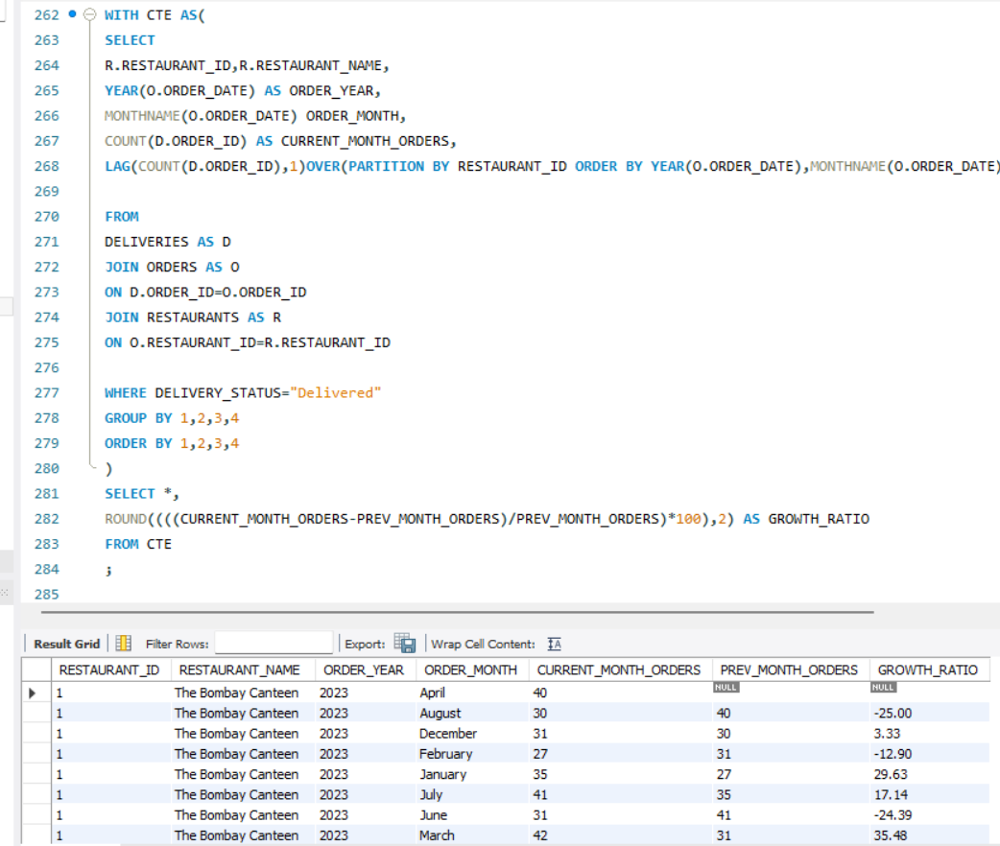 262 WITH CTE AS(
263 SELECT
264 R.RESTAURANT_ID,R.RESTAURANT_NAME,
265 YEAR(O.ORDER_DATE) AS ORDER_YEAR,
266 MONTHNAME(O.ORDER_DATE) ORDER_MONTH,
267 COUNT(D.ORDER_ID) AS CURRENT_MONTH_ORDERS,
268 LAG(COUNT(D.ORDER_ID),1)OVER(PARTITION BY RESTAURANT_ID ORDER BY YEAR(O.ORDER_DATE),MONTHNAME(O.ORDER_DATE)
269
270 FROM
271 DELIVERIES AS D
272 JOIN ORDERS AS O
273 ON D.ORDER_ID=O.ORDER_ID
274 JOIN RESTAURANTS AS R
275 ON O.RESTAURANT_ID=R.RESTAURANT_ID
276
277 WHERE DELIVERY_STATUS="Delivered"
278 GROUP BY 1,2,3,4
279 ORDER BY 1,2,3,4
280 )
281 SELECT *,
282 ROUND((((CURRENT_MONTH_ORDERS-PREV_MONTH_ORDERS)/PREV_MONTH_ORDERS)*100),2) AS GROWTH_RATIO
283 FROM CTE
284 ;
285
Result Grid Filter Rows: Export: Wrap Cell Content:
RESTAURANT_ID RESTAURANT_NAME ORDER_YEAR ORDER_MONTH CURRENT_MONTH_ORDERS PREV_MONTH_ORDERS GROWTH_RATIO
1 The Bombay Canteen 2023 April 40 NULL NULL
1 The Bombay Canteen 2023 August 30 40 -25.00
1 The Bombay Canteen 2023 December 31 30 3.33
1 The Bombay Canteen 2023 February 27 31 -12.90
1 The Bombay Canteen 2023 January 35 27 29.63
1 The Bombay Canteen 2023 July 41 35 17.14
1 The Bombay Canteen 2023 June 31 41 -24.39
1 The Bombay Canteen 2023 March 42 31 35.48